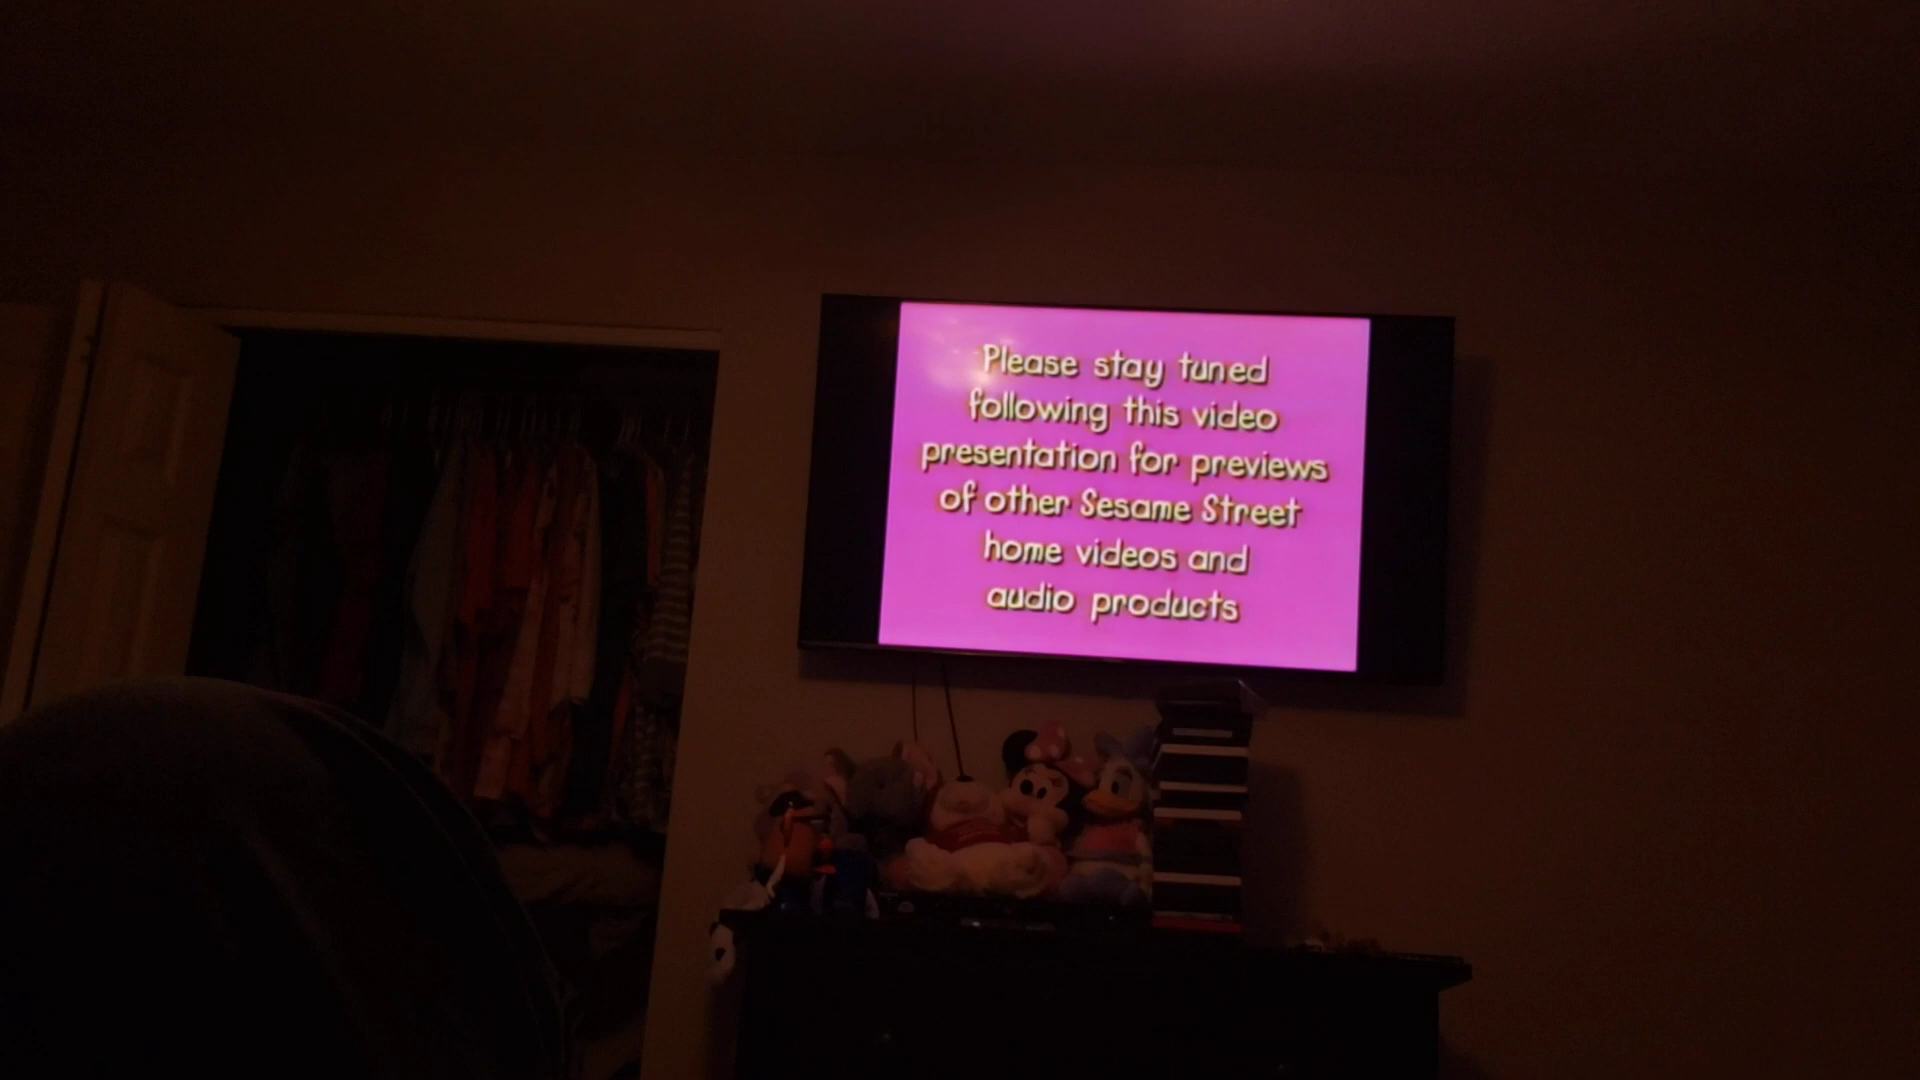 Please stay tuned
following this video
presentation for previews
of other Sesame Street
home videos and
audio products